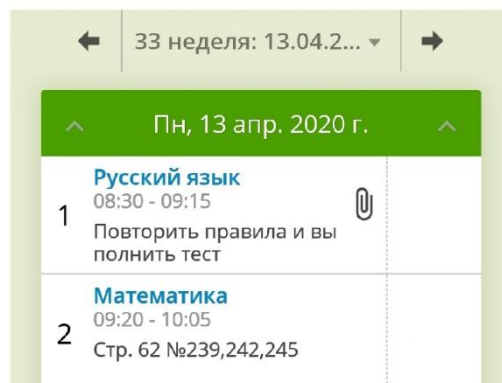 33 неделя: 13.04.2...
Пн, 13 апр. 2020 г.
Русский язык
08:30 - 09:15
1
Повторить правила и вы
полнить тест
Математика
09:20 - 10:05
2
Стр. 62 №239,242,245